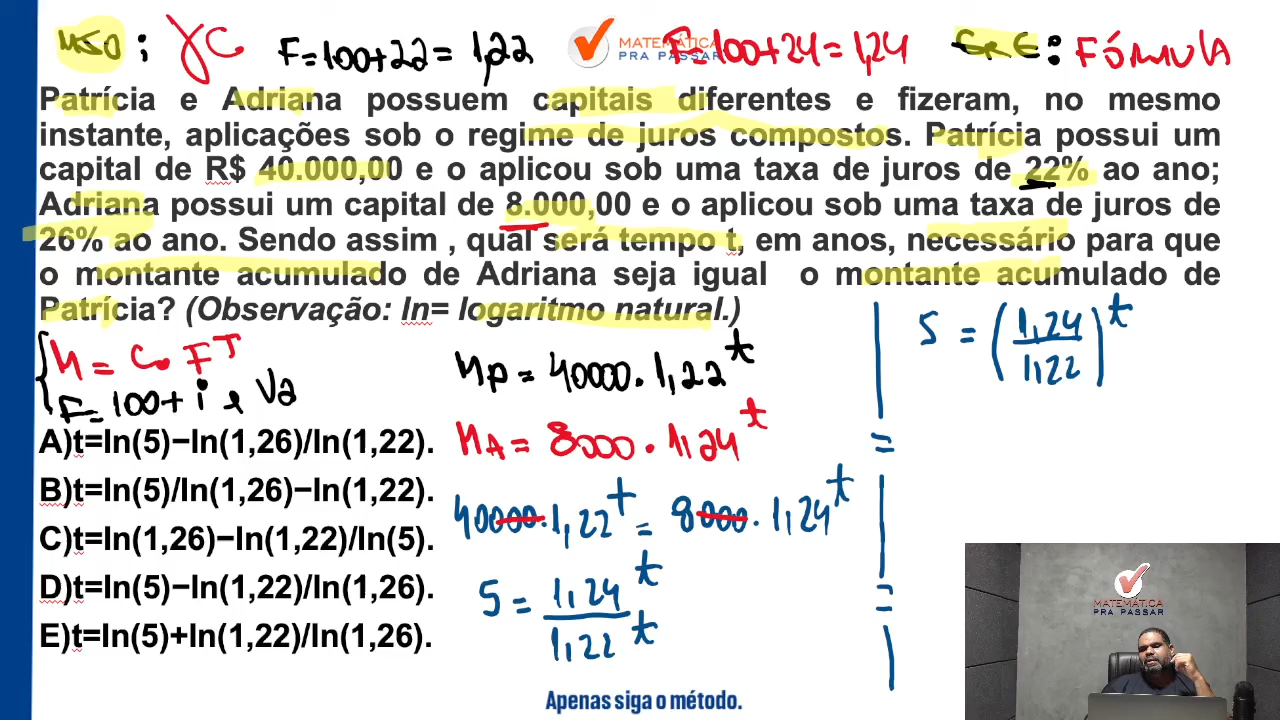 MSD : JC F=100+22=1,22 F=100+24=1,24 : FÓRMULA
MATEMÁTICA
PRA PASSAR
Patrícia e Adriana possuem capitais diferentes e fizeram, no mesmo
instante, aplicações sob o regime de juros compostos. Patrícia possui um
capital de R$ 40.000,00 e o aplicou sob uma taxa de juros de 22% ao ano;
Adriana possui um capital de 8.000,00 e o aplicou sob uma taxa de juros de
26% ao ano. Sendo assim , qual será tempo t, em anos, necessário para que
o montante acumulado de Adriana seja igual o montante acumulado de
Patrícia? (Observação: ln= logaritmo natural.)
M = C . F^T
F=100+i e V2
A)t=ln(5)−ln(1,26)/ln(1,22).
B)t=ln(5)/ln(1,26)−ln(1,22).
C)t=ln(1,26)−ln(1,22)/ln(5).
D)t=ln(5)−ln(1,22)/ln(1,26).
E)t=ln(5)+ln(1,22)/ln(1,26).
MP = 40000 . 1,22^t
MA = 8000 . 1,24^t
40000 . 1,22^t = 8000 . 1,24^t
5 = 1,24^t / 1,22^t
5 = (1,24 / 1,22)^t
=
=
MATEMÁTICA
PRA PASSAR
Apenas siga o método.